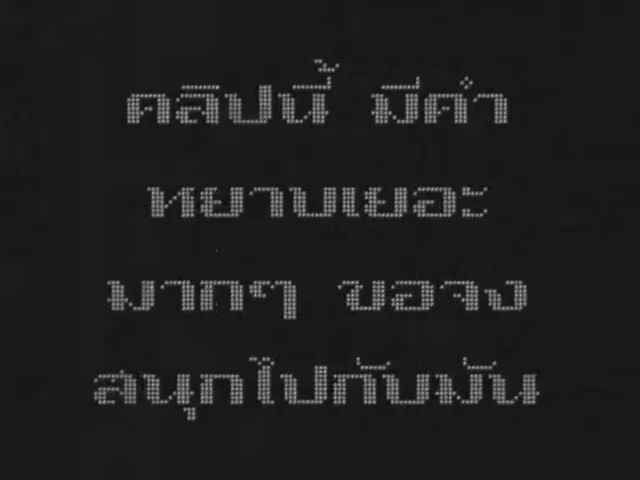 คลิปนี้ มีคำ
หยาบเยอะ
มากๆ ขอจง
สนุกไปกับมัน